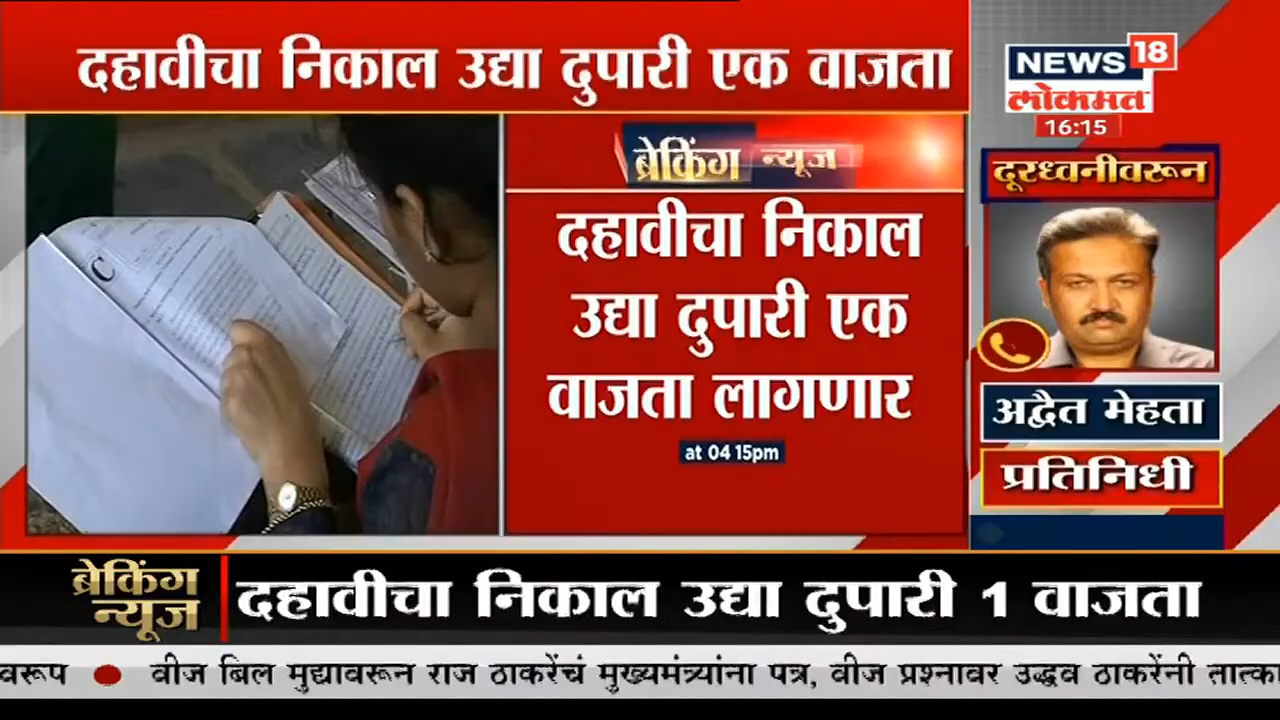 दहावीचा निकाल उद्या दुपारी एक वाजता
NEWS 18
लोकमत
16:15
ब्रेकिंग न्यूज
दहावीचा निकाल
उद्या दुपारी एक
वाजता लागणार
at 04 15pm
दूरध्वनीवरून
अद्वैत मेहता
प्रतिनिधी
C
ब्रेकिंग
न्यूज
दहावीचा निकाल उद्या दुपारी 1 वाजता
वरूप ● वीज बिल मुद्यावरून राज ठाकरेंचं मुख्यमंत्र्यांना पत्र, वीज प्रश्नावर उद्धव ठाकरेंनी तात्का